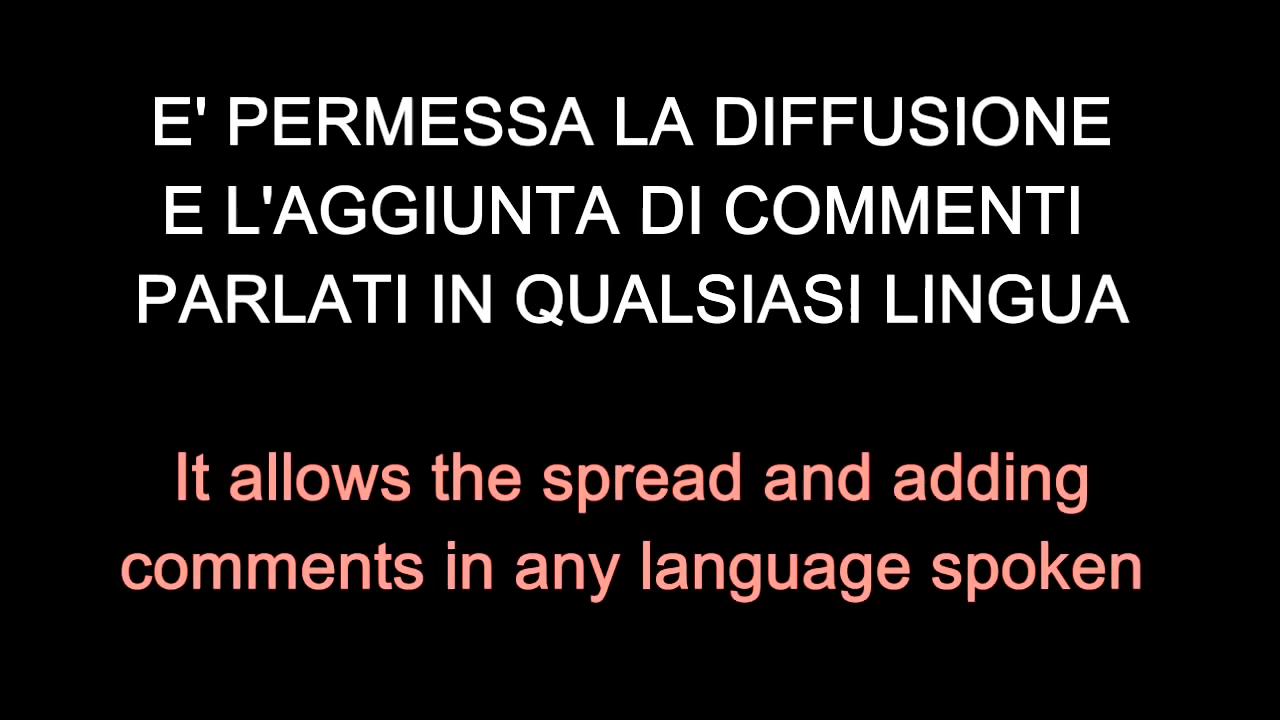 E' PERMESSA LA DIFFUSIONE
E L'AGGIUNTA DI COMMENTI
PARLATI IN QUALSIASI LINGUA
It allows the spread and adding
comments in any language spoken